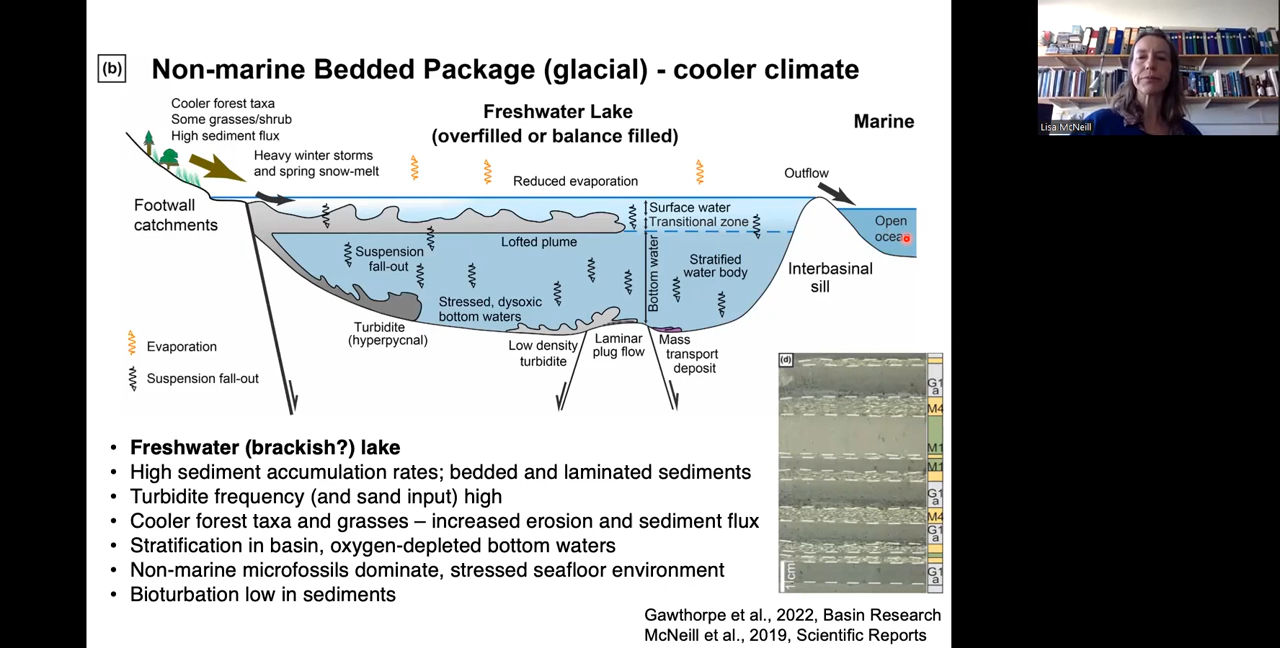 (b)
Non-marine Bedded Package (glacial) - cooler climate
Cooler forest taxa
Some grasses/shrub
High sediment flux
Freshwater Lake
(overfilled or balance filled)
Marine
Heavy winter storms
and spring snow-melt
Reduced evaporation
Outflow
Footwall
catchments
Surface water
Transitional zone
Open
Lofted plume
Suspension
fall-out
Bottom water
Stratified
water body
Interbasinal
sill
Stressed, dysoxic
bottom waters
Turbidite
(hyperpycnal)
Low density
turbidite
Laminar
plug flow
Mass
transport
deposit
Evaporation
Suspension fall-out
(d)
G1
a
M4
M1
M1
G1
a
M4
G1
a
G1
a
1 cm
• Freshwater (brackish?) lake
• High sediment accumulation rates; bedded and laminated sediments
• Turbidite frequency (and sand input) high
• Cooler forest taxa and grasses – increased erosion and sediment flux
• Stratification in basin, oxygen-depleted bottom waters
• Non-marine microfossils dominate, stressed seafloor environment
• Bioturbation low in sediments
Gawthorpe et al., 2022, Basin Research
McNeill et al., 2019, Scientific Reports
Lisa McNeill